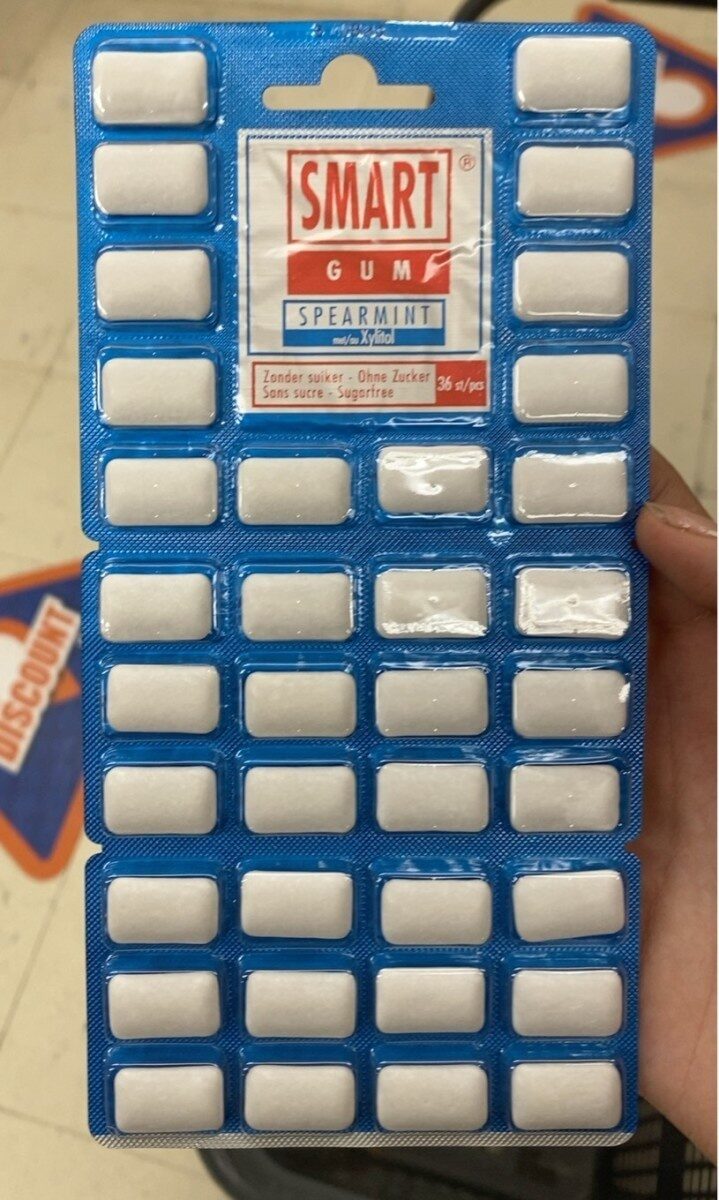 SMART®
GUM
SPEARMINT
met/au Xylitol
Zonder suiker - Ohne Zucker
Sans sucre - Sugarfree
36 st/pcs
DISCOUNT